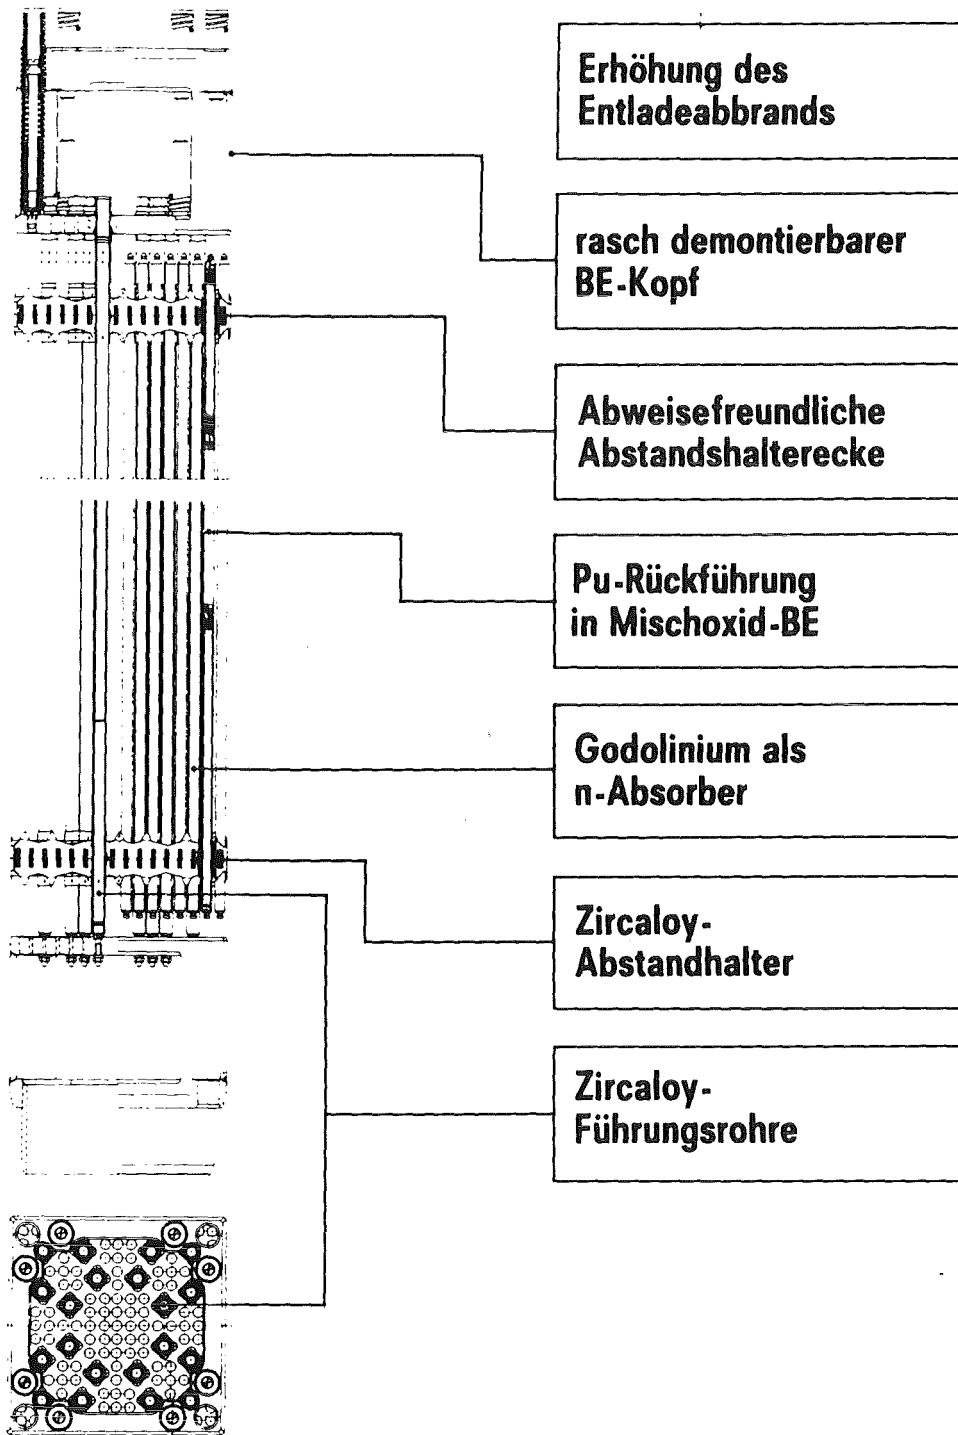 Erhöhung des
Entladeabbrands
rasch demontierbarer
BE-Kopf
Abweisefreundliche
Abstandshalterecke
Pu-Rückführung
in Mischoxid-BE
Godolinium als
n-Absorber
Zircaloy-
Abstandhalter
Zircaloy-
Führungsrohre